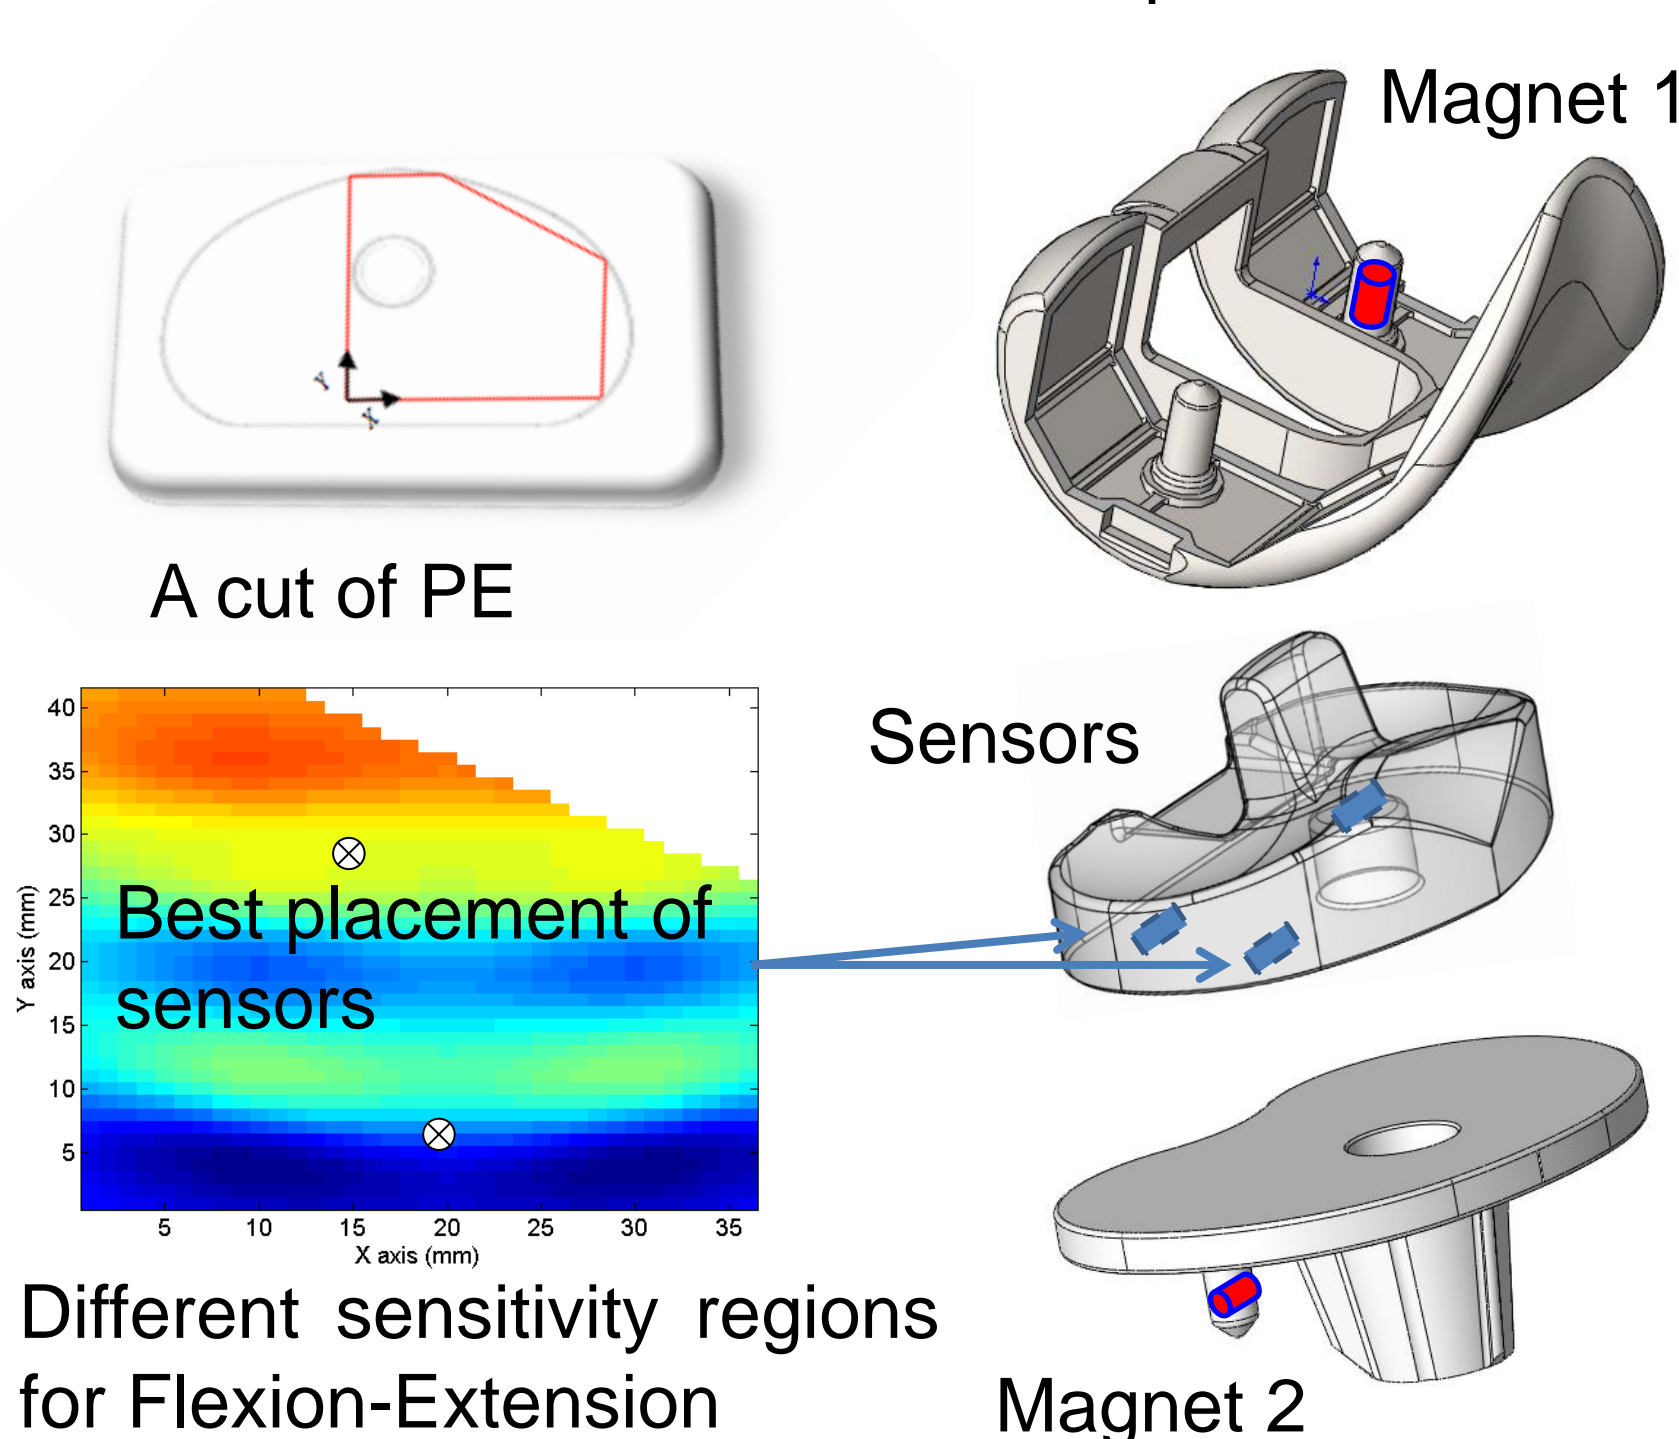 Magnet 1
Y
X
A cut of PE
Sensors
40
35
30
25
20
15
10
5
Y axis (mm)
Best placement of
sensors
5 10 15 20 25 30 35
X axis (mm)
Different sensitivity regions
for Flexion-Extension
Magnet 2